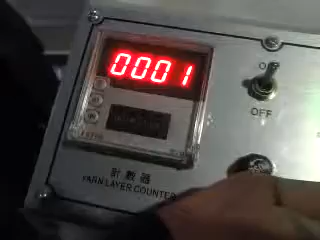 0001
ON
OFF
計數器
YARN LAYER COUNTER